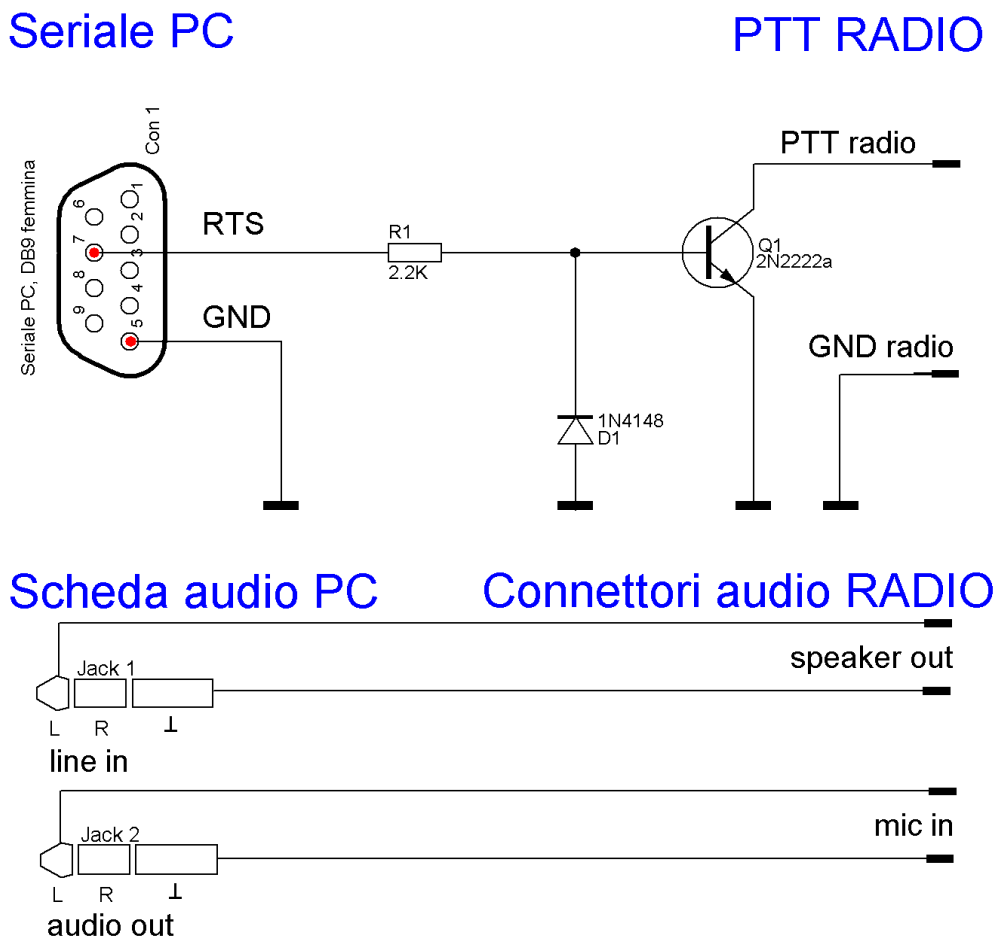 Seriale PC
PTT RADIO
Con 1
Seriale PC, DB9 femmina
1
6
2
7
3
8
4
9
5
RTS
GND
R1
2.2K
PTT radio
Q1
2N2222a
GND radio
1N4148
D1
Scheda audio PC
Connettori audio RADIO
speaker out
Jack 1
L R ⊥
line in
mic in
Jack 2
L R ⊥
audio out